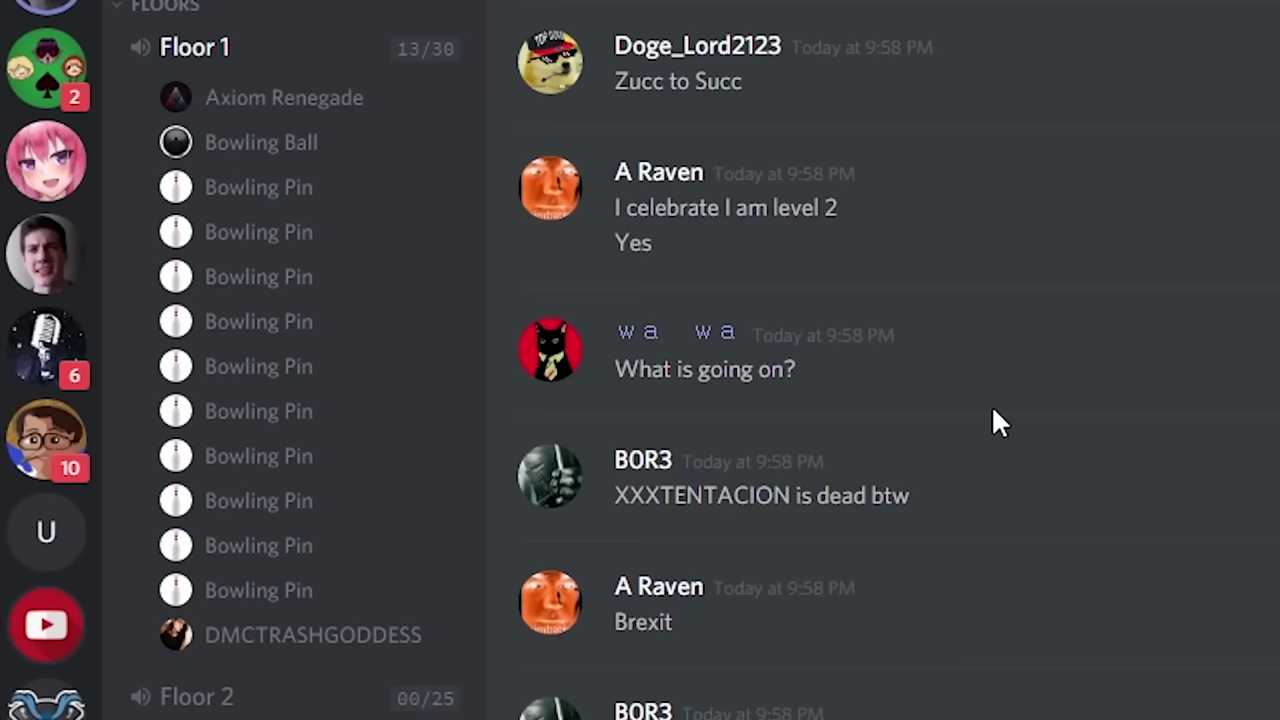 FLOORS
Floor 1
13/30
Axiom Renegade
Bowling Ball
Bowling Pin
Bowling Pin
Bowling Pin
Bowling Pin
Bowling Pin
Bowling Pin
Bowling Pin
Bowling Pin
Bowling Pin
Bowling Pin
DMCTRASHGODDESS
Floor 2
00/25
2
6
10
U
Doge_Lord2123 Today at 9:58 PM
Zucc to Succ
A Raven Today at 9:58 PM
I celebrate I am level 2
Yes
wa wa Today at 9:58 PM
What is going on?
B0R3 Today at 9:58 PM
XXXTENTACION is dead btw
A Raven Today at 9:58 PM
Brexit
B0R3 Today at 9:58 PM